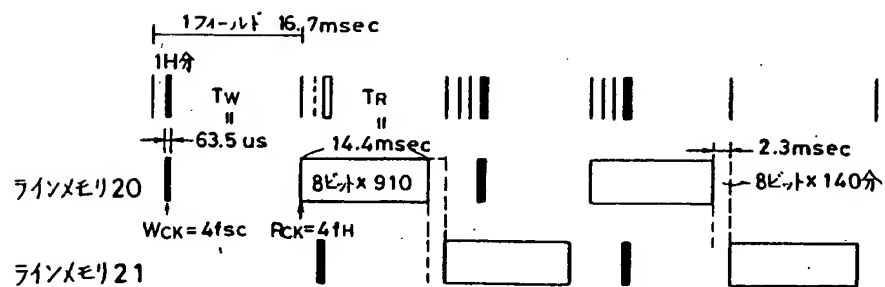 1フィールド 16.7msec
1H分
TW
=
63.5us
TR
=
14.4msec
2.3msec
ラインメモリ20
8ビット×910
8ビット×140分
WCK=4fSC
RCK=4fH
ラインメモリ21